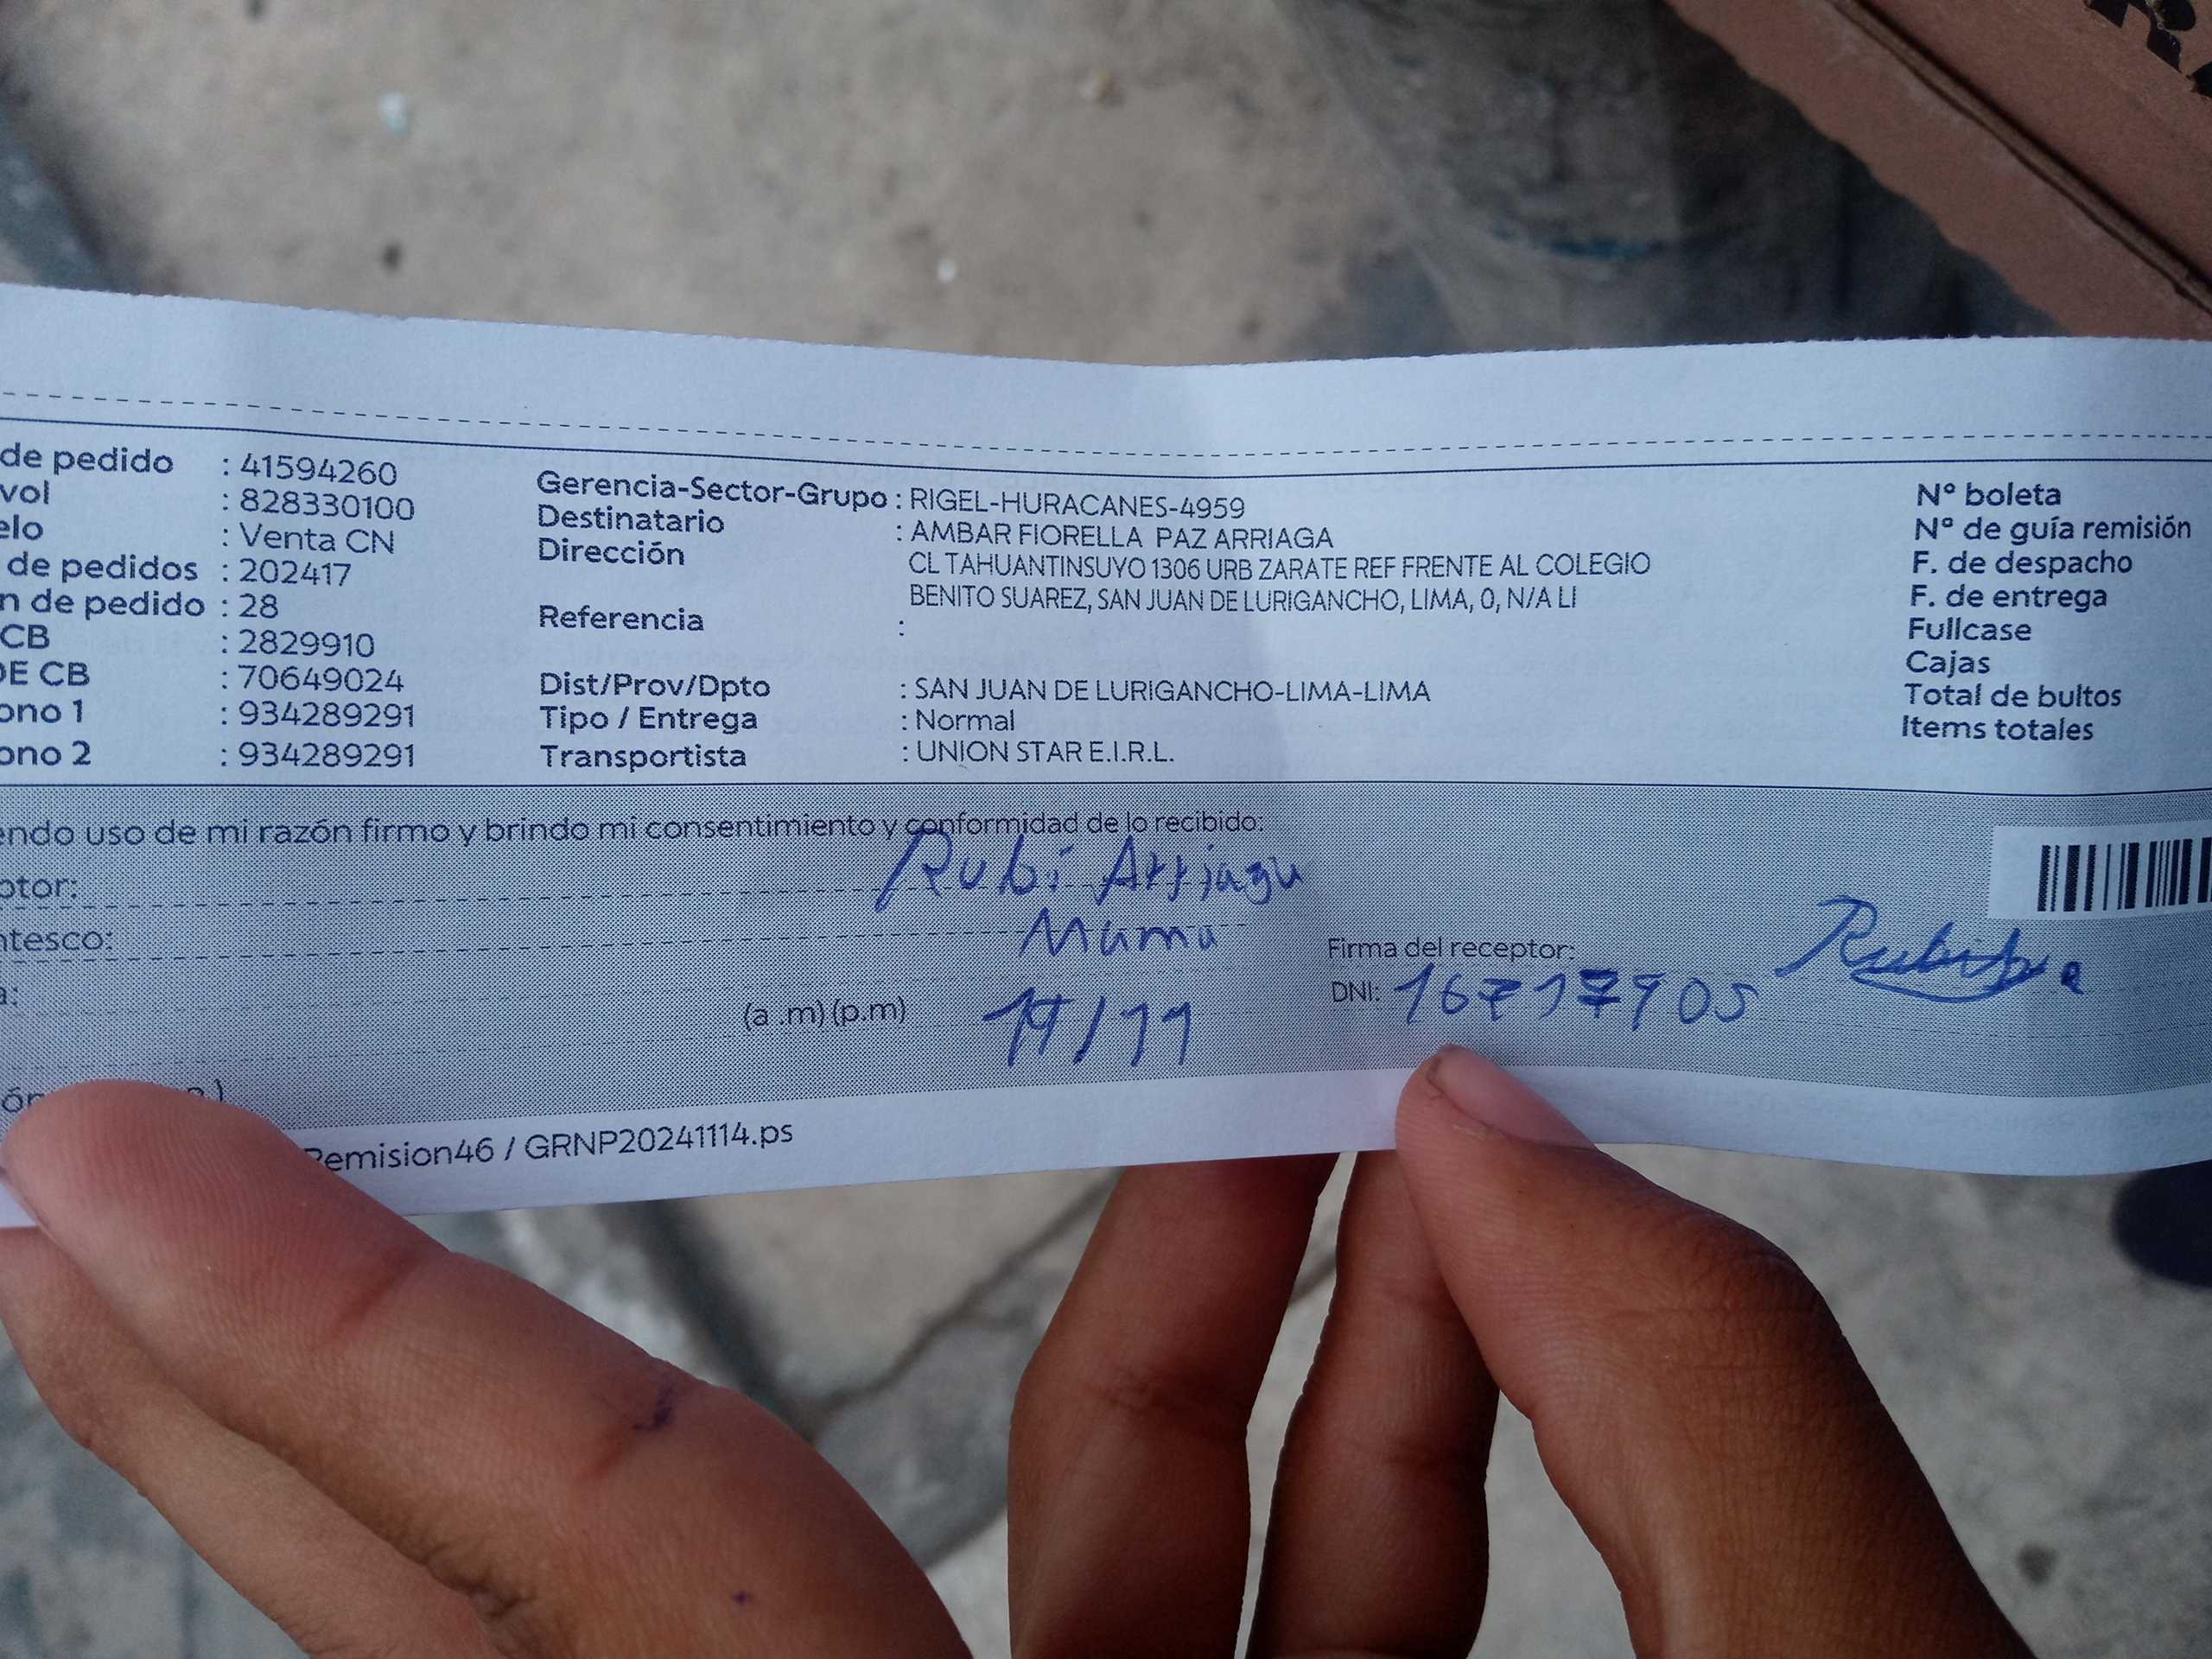 de pedido : 41594260
vol : 828330100
elo : Venta CN
de pedidos : 202417
n de pedido : 28
CB : 2829910
DE CB : 70649024
ono 1 : 934289291
ono 2 : 934289291
Gerencia-Sector-Grupo : RIGEL-HURACANES-4959
Destinatario : AMBAR FIORELLA PAZ ARRIAGA
Dirección CL TAHUANTINSUYO 1306 URB ZARATE REF FRENTE AL COLEGIO
BENITO SUAREZ, SAN JUAN DE LURIGANCHO, LIMA, 0, N/A LI
Referencia :
Dist/Prov/Dpto : SAN JUAN DE LURIGANCHO-LIMA-LIMA
Tipo / Entrega : Normal
Transportista : UNION STAR E.I.R.L.
Nº boleta
Nº de guía remisión
F. de despacho
F. de entrega
Fullcase
Cajas
Total de bultos
Items totales
endo uso de mi razón firmo y brindo mi consentimiento y conformidad de lo recibido:
ptor: Rubí Arriaga
ntesco: Mama
Firma del receptor:
a: (a .m) (p.m)
DNI:
Remision46 / GRNP20241114.ps